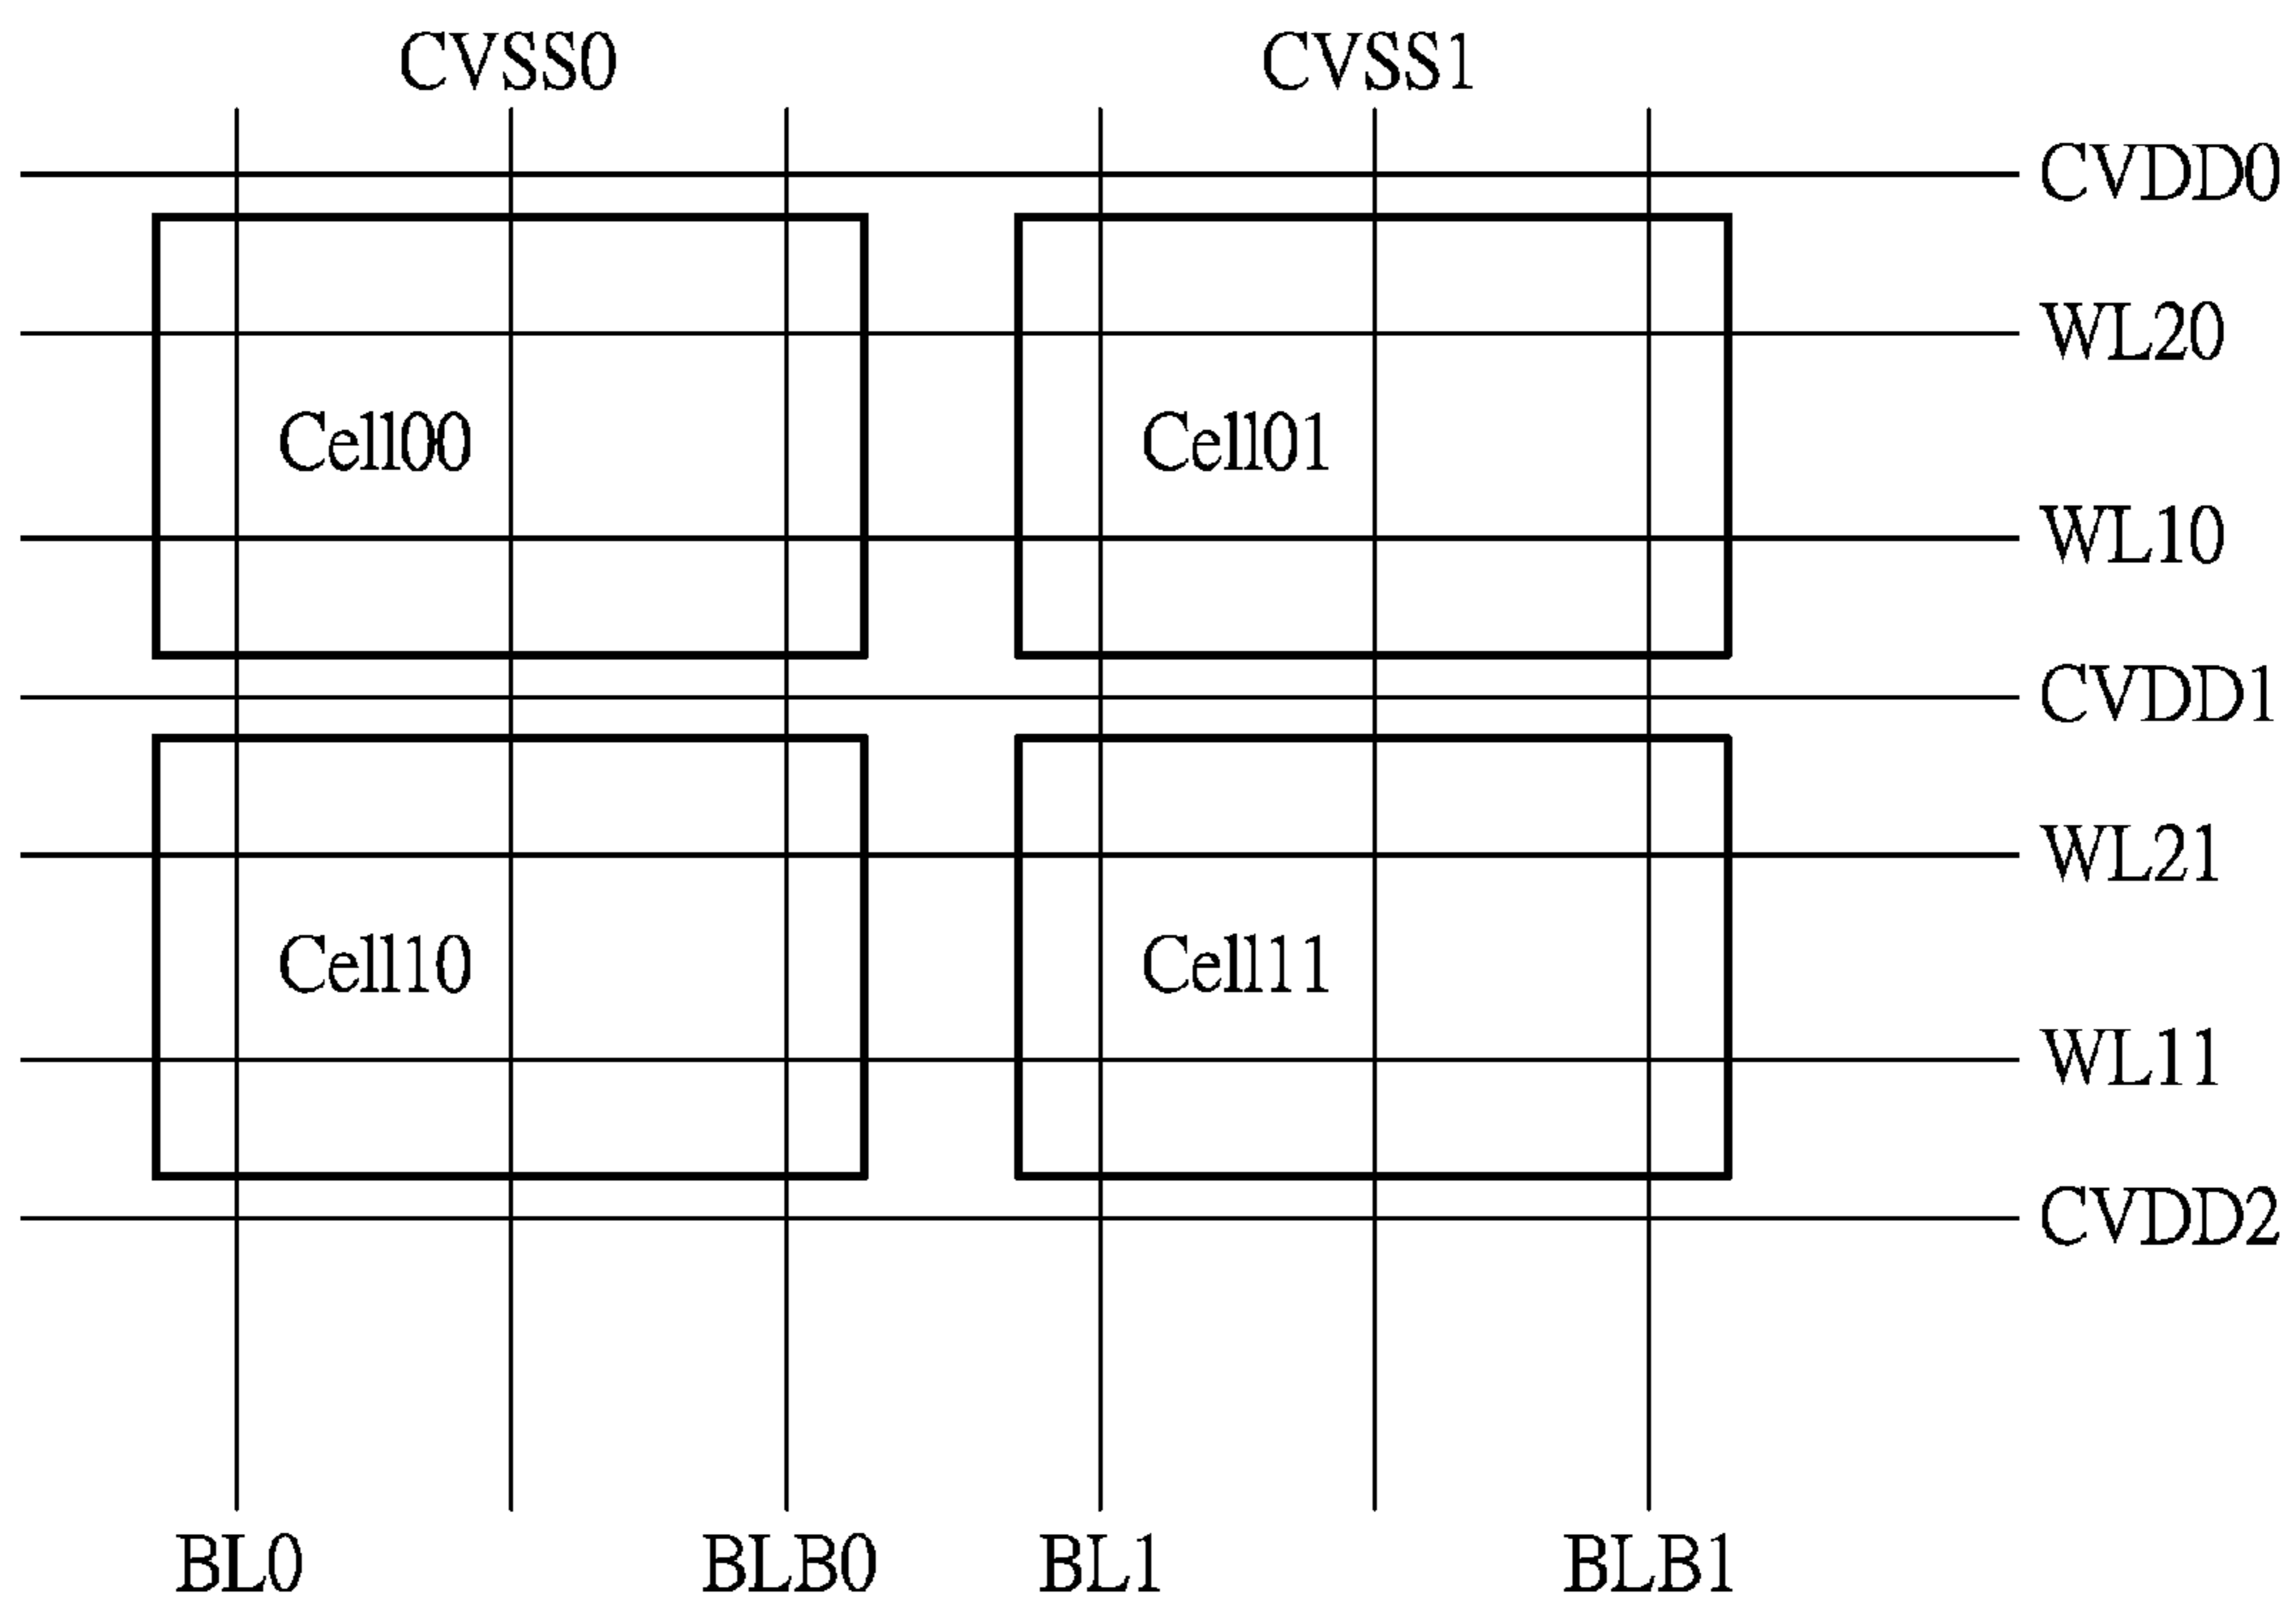 CVSS0 CVSS1
CVDD0
WL20
Cell00 Cell01
WL10
CVDD1
WL21
Cell10 Cell11
WL11
CVDD2
BL0 BLB0 BL1 BLB1